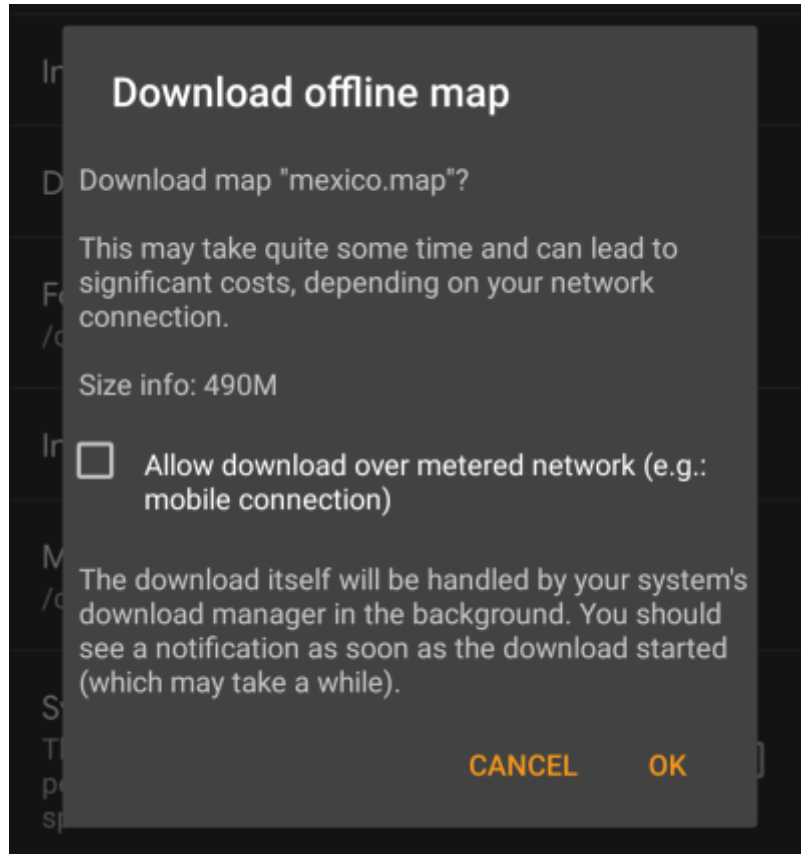 Download offline map
Download map "mexico.map"?
This may take quite some time and can lead to
significant costs, depending on your network
connection.
Size info: 490M
Allow download over metered network (e.g.:
mobile connection)
The download itself will be handled by your system's
download manager in the background. You should
see a notification as soon as the download started
(which may take a while).
CANCEL OK